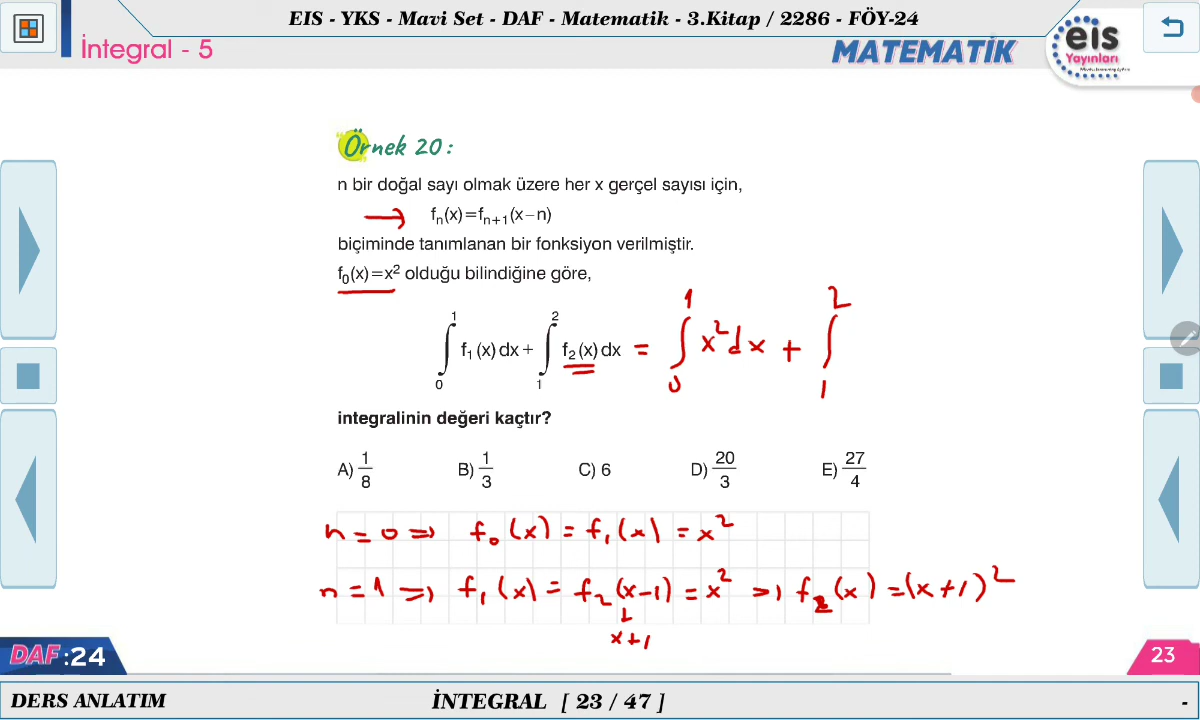 EIS - YKS - Mavi Set - DAF - Matematik - 3.Kitap / 2286 - FÖY-24
İntegral - 5
MATEMATİK
eis
Yayınları
Örnek 20 :
n bir doğal sayı olmak üzere her x gerçel sayısı için,
→ fₙ(x)=fₙ₊₁(x−n)
biçiminde tanımlanan bir fonksiyon verilmiştir.
f₀(x)=x² olduğu bilindiğine göre,
∫₀¹ f₁(x)dx + ∫₁² f₂(x)dx = ∫₀¹ x²dx + ∫₁²
integralinin değeri kaçtır?
A) 1/8 B) 1/3 C) 6 D) 20/3 E) 27/4
n = 0 ⇒ f₀(x) = f₁(x) = x²
n = 1 ⇒ f₁(x) = f₂(x−1) = x² ⇒ f₂(x) = (x+1)²
↓
x+1
DAF:24
23
DERS ANLATIM
İNTEGRAL [ 23 / 47 ]
-